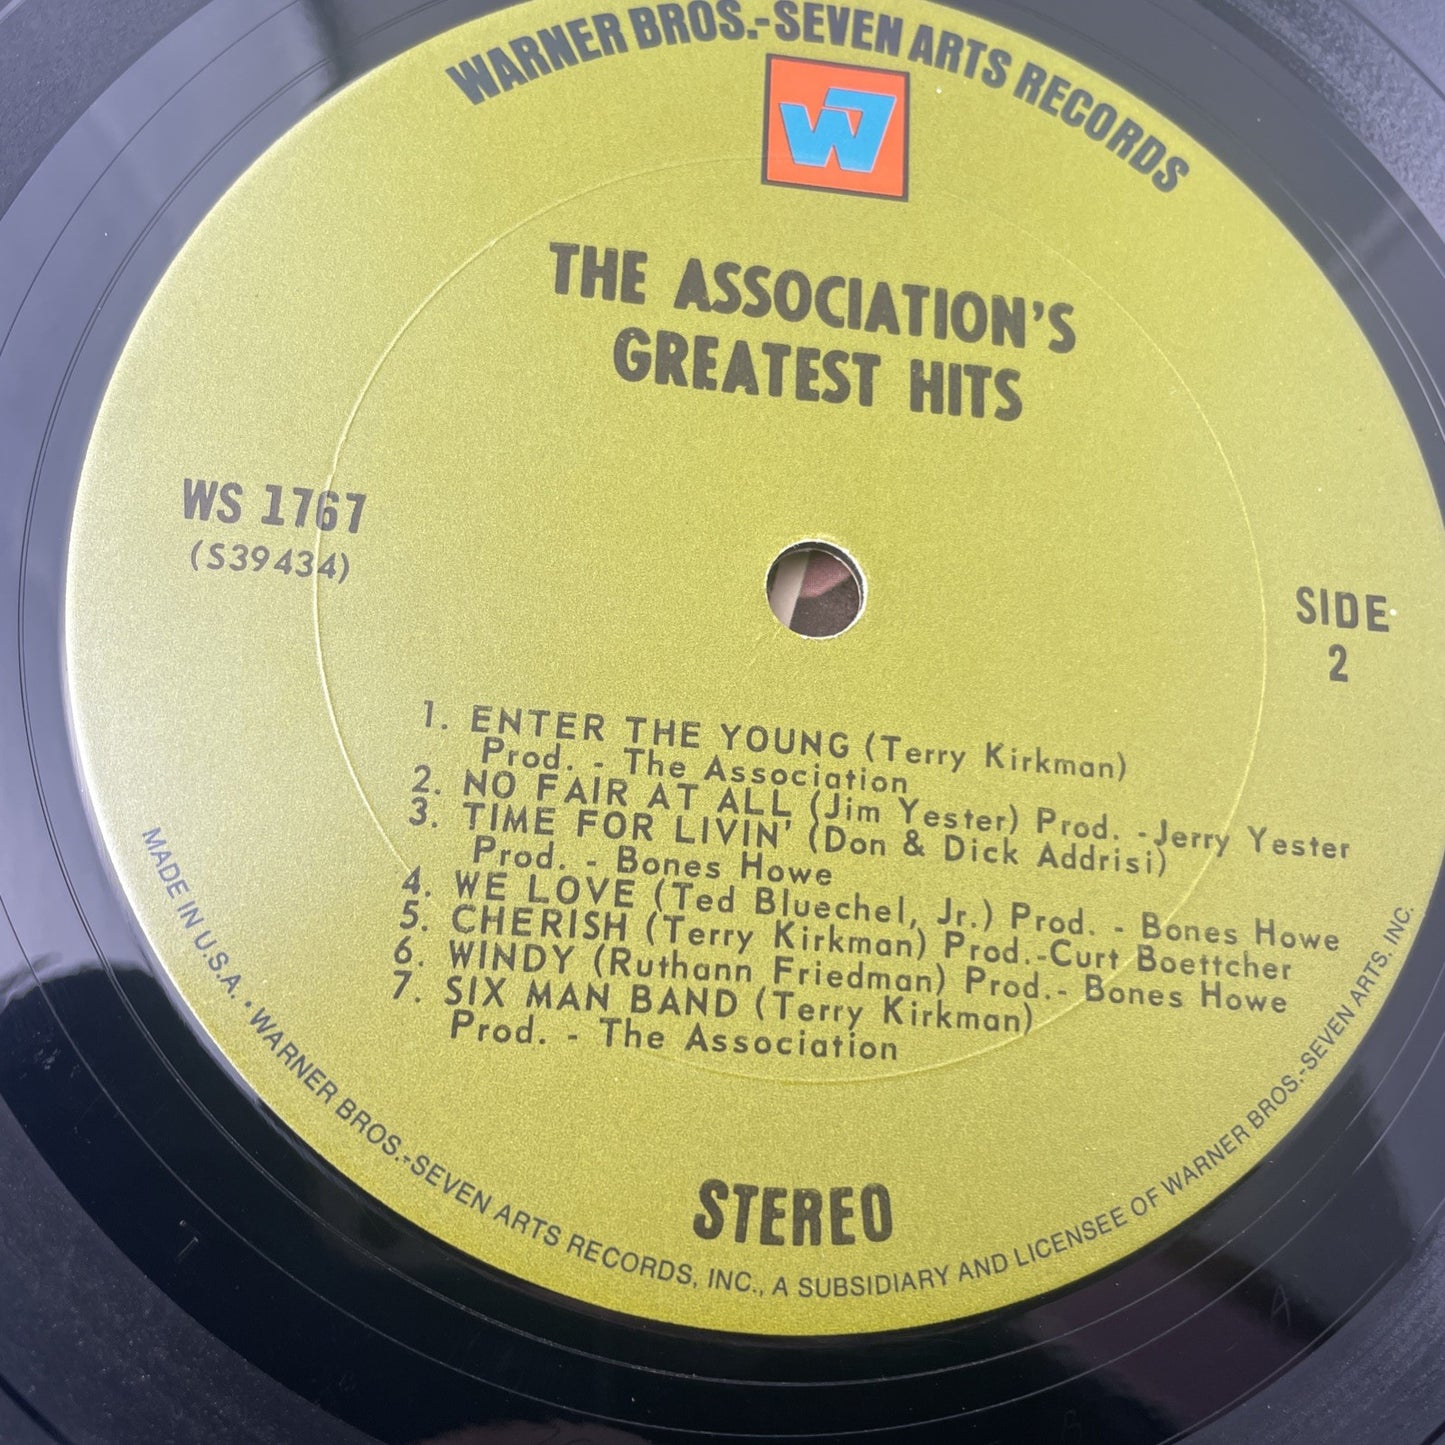 WARNER BROS.-SEVEN ARTS RECORDS
W7
THE ASSOCIATION'S
GREATEST HITS
WS 1767
(S39434)
SIDE
2
1. ENTER THE YOUNG (Terry Kirkman)
Prod. - The Association
2. NO FAIR AT ALL (Jim Yester) Prod. -Jerry Yester
3. TIME FOR LIVIN' (Don & Dick Addrisi)
Prod. - Bones Howe
4. WE LOVE (Ted Bluechel, Jr.) Prod. - Bones Howe
5. CHERISH (Terry Kirkman) Prod.-Curt Boettcher
6. WINDY (Ruthann Friedman) Prod.- Bones Howe
7. SIX MAN BAND (Terry Kirkman)
Prod. - The Association
STEREO
MADE IN U.S.A. • WARNER BROS.-SEVEN ARTS RECORDS, INC., A SUBSIDIARY AND LICENSEE OF WARNER BROS.-SEVEN ARTS. INC.